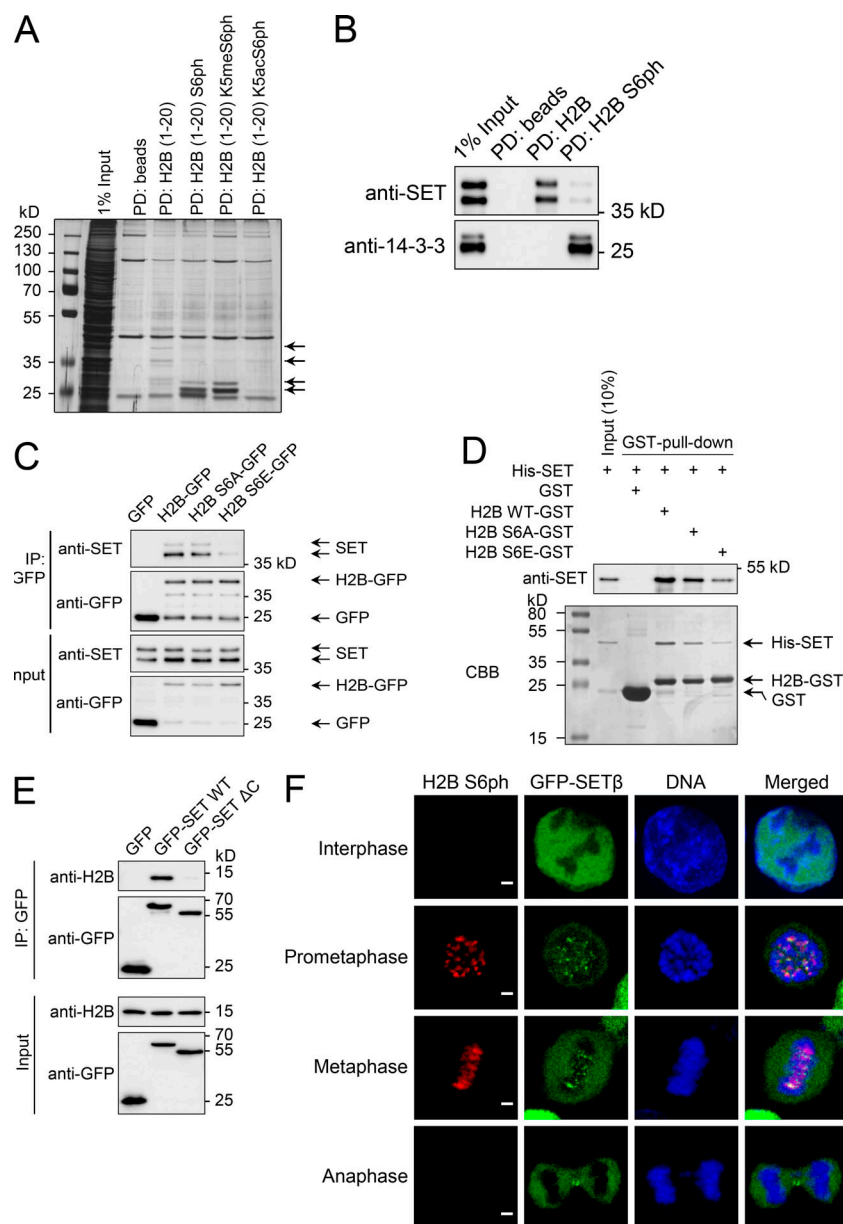 A
1% Input
PD: beads
PD: H2B (1-20)
PD: H2B (1-20) S6ph
PD: H2B (1-20) K5meS6ph
PD: H2B (1-20) K5acS6ph
kD
250
130
100
70
55
35
25
B
1% Input
PD: beads
PD: H2B
PD: H2B S6ph
anti-SET
35 kD
anti-14-3-3
25
C
GFP
H2B-GFP
H2B S6A-GFP
H2B S6E-GFP
IP:
GFP
anti-SET
35 kD
SET
anti-GFP
35
25
H2B-GFP
GFP
nput
anti-SET
35
SET
anti-GFP
35
25
H2B-GFP
GFP
D
Input (10%)
GST-pull-down
His-SET + + + + +
GST +
H2B WT-GST +
H2B S6A-GST +
H2B S6E-GST +
anti-SET
55 kD
kD
80
55
35
25
15
CBB
His-SET
H2B-GST
GST
E
GFP
GFP-SET WT
GFP-SET ΔC
kD
IP: GFP
anti-H2B
15
anti-GFP
70
55
25
Input
anti-H2B
15
anti-GFP
70
55
25
F
H2B S6ph GFP-SETβ DNA Merged
Interphase
Prometaphase
Metaphase
Anaphase